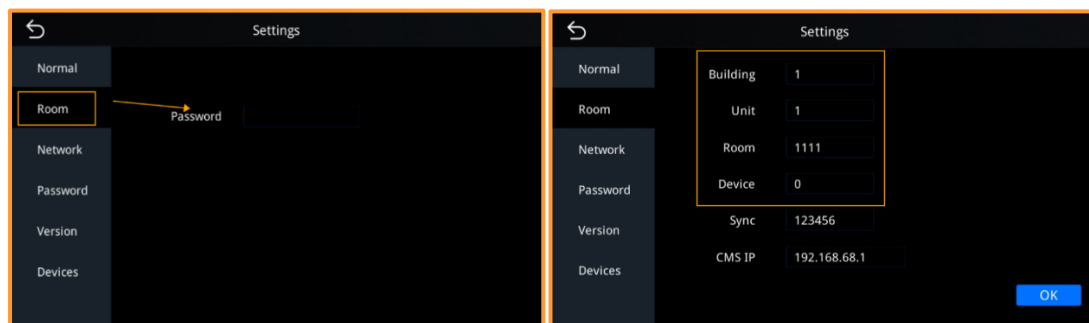 Settings
Normal
Room
Password
Network
Password
Version
Devices
Settings
Normal
Building 1
Room
Unit 1
Network
Room 1111
Password
Device 0
Version
Sync 123456
Devices
CMS IP 192.168.68.1
OK